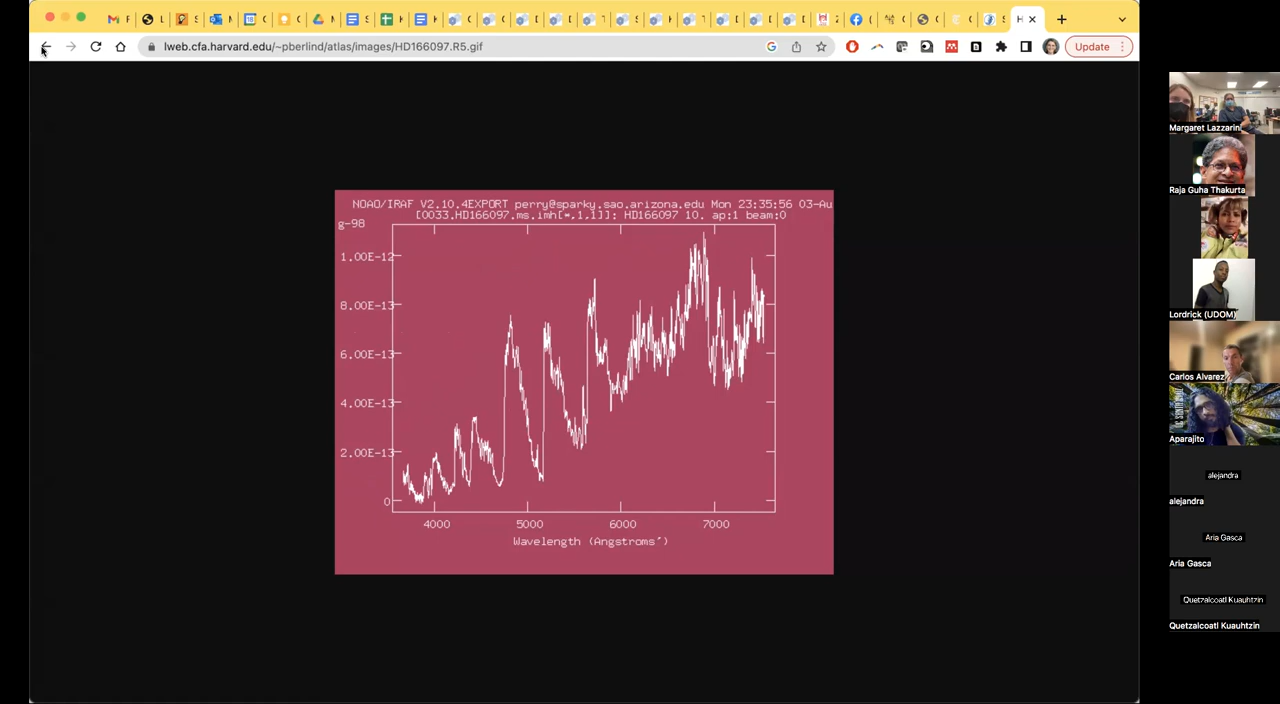 lweb.cfa.harvard.edu/~pberlind/atlas/images/HD166097.R5.gif
Update
NOAO/IRAF V2.10.4EXPORT perry@sparky.sao.arizona.edu Mon 23:35:56 03-Au
[0033.HD166097.ms.imh[*,1,1]]: HD166097 10. ap:1 beam:0
g-98
1.00E-12
8.00E-13
6.00E-13
4.00E-13
2.00E-13
0
4000 5000 6000 7000
Wavelength (Angstroms')
Margaret Lazzarini
Raja Guha Thakurta
Lordrick (UDOM)
Carlos Alvarez
Aparajito
alejandra
alejandra
Aria Gasca
Aria Gasca
Quetzalcoatl Kuauhtzin
Quetzalcoatl Kuauhtzin